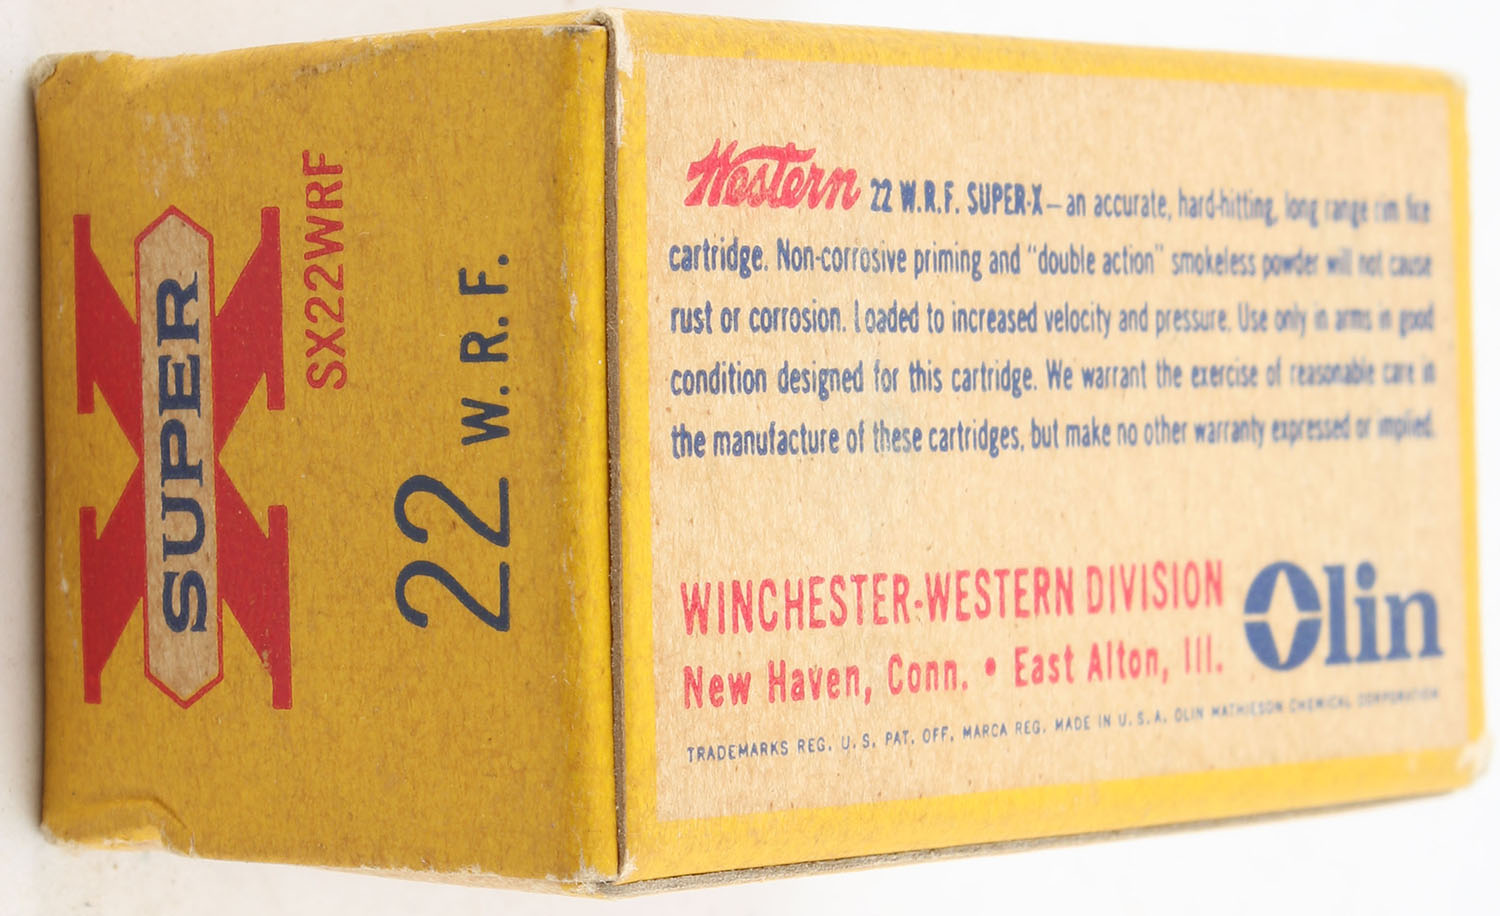 SUPER X
SX22WRF
22 W.R.F.
Western 22 W.R.F. SUPER-X—an accurate, hard-hitting, long range rim fire
cartridge. Non-corrosive priming and "double action" smokeless powder will not cause
rust or corrosion. Loaded to increased velocity and pressure. Use only in arms in good
condition designed for this cartridge. We warrant the exercise of reasonable care in
the manufacture of these cartridges, but make no other warranty expressed or implied.
WINCHESTER-WESTERN DIVISION
New Haven, Conn. • East Alton, Ill.
Olin
TRADEMARKS REG. U.S. PAT. OFF. MARCA REG. MADE IN U.S.A. OLIN MATHIESON CHEMICAL CORPORATION